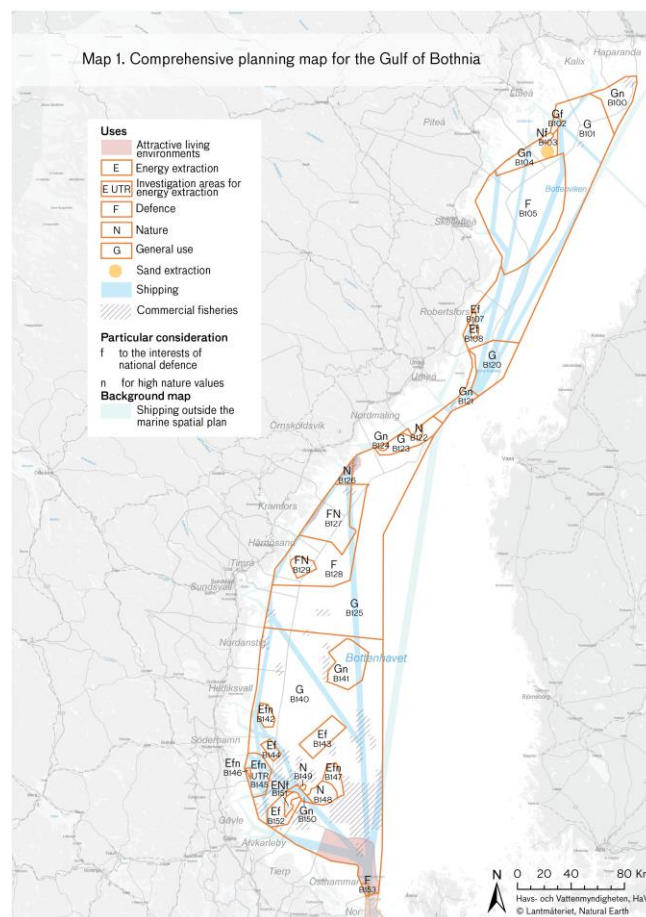 Map 1. Comprehensive planning map for the Gulf of Bothnia
Uses
Attractive living
environments
E Energy extraction
E UTR Investigation areas for
energy extraction
F Defence
N Nature
G General use
Sand extraction
Shipping
Commercial fisheries
Particular consideration
f to the interests of
national defence
n for high nature values
Background map
Shipping outside the
marine spatial plan
Haparanda
Kalix
Luleå
Piteå
Gn
B100
Gf
B102
G
B101
Nf
B103
Gn
B104
Bottenviken
F
B105
Skellefteå
Robertsfors
Ef
B107
Ef
B108
G
B120
Umeå
Gn
B121
Nordmaling
Örnsköldsvik
N
B122
G
B123
Gn
B124
N
B126
Kramfors
FN
B127
Härnösand
FN
B129
F
B128
Timrå
Sundsvall
G
B125
Nordanstig
Bottenhavet
Gn
B141
Hudiksvall
G
B140
Efn
B142
Söderhamn
Ef
B143
Ef
B144
Efn
B146
Efn
UTR
B145
N
B149
Efn
B147
ENf
B151
N
B148
Ef
B152
Gn
B150
Gävle
Älvkarleby
Tierp
Östhammar
F
B153
Norr
N
0 20 40 80 Km
Havs- och Vattenmyndigheten, HaV
© Lantmäteriet, Natural Earth